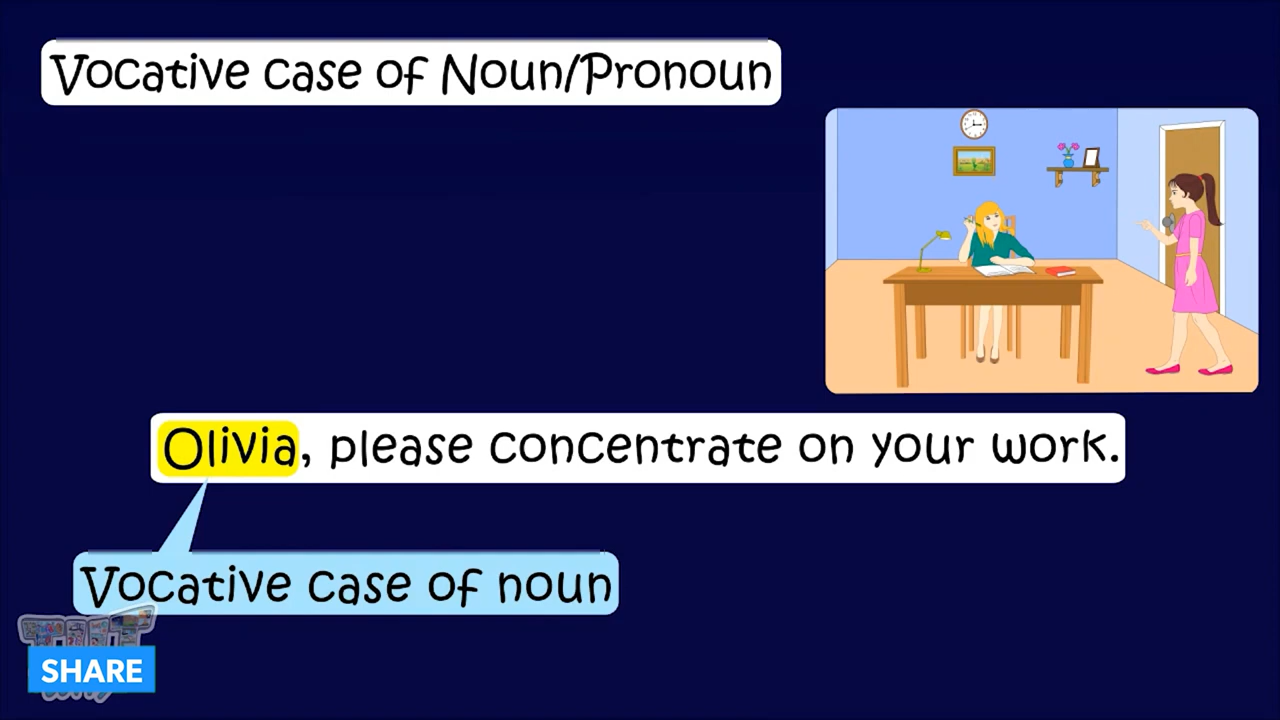 Vocative case of Noun/Pronoun
Olivia, please concentrate on your work.
Vocative case of noun
SHARE